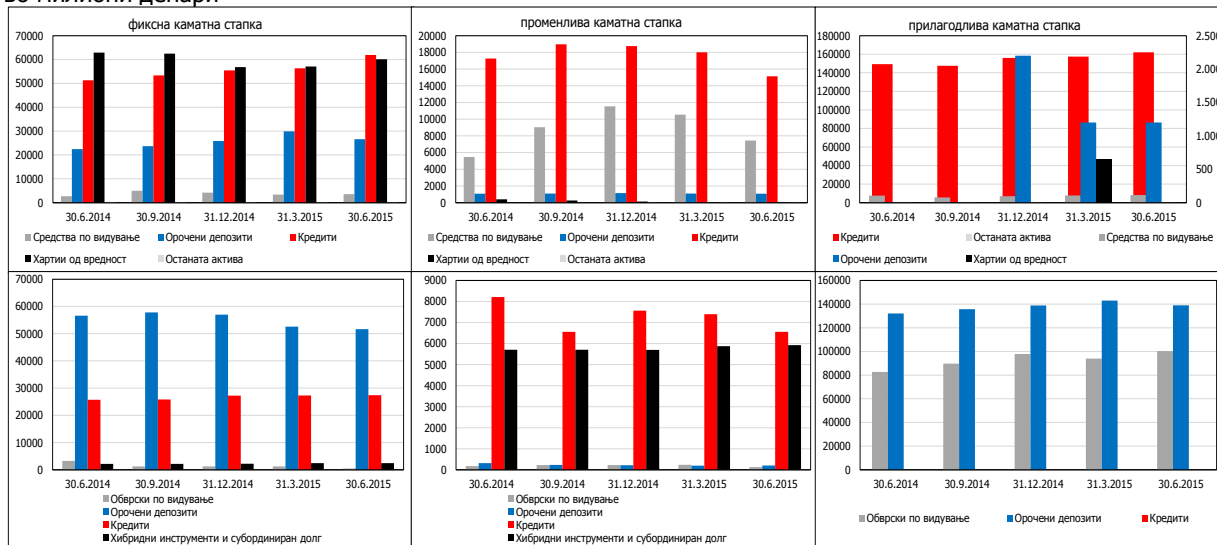 во милиони денари
фиксна каматна стапка
70000
60000
50000
40000
30000
20000
10000
0
30.6.2014 30.9.2014 31.12.2014 31.3.2015 30.6.2015
Средства по видување Орочени депозити Кредити
Хартии од вредност Останата актива
променлива каматна стапка
20000
18000
16000
14000
12000
10000
8000
6000
4000
2000
0
30.6.2014 30.9.2014 31.12.2014 31.3.2015 30.6.2015
Средства по видување Орочени депозити Кредити
Хартии од вредност Останата актива
прилагодлива каматна стапка
180000
160000
140000
120000
100000
80000
60000
40000
20000
0
2.500
2.000
1.500
1.000
500
0
30.6.2014 30.9.2014 31.12.2014 31.3.2015 30.6.2015
Кредити Останата актива Средства по видување
Орочени депозити Хартии од вредност
70000
60000
50000
40000
30000
20000
10000
0
30.6.2014 30.9.2014 31.12.2014 31.3.2015 30.6.2015
Обврски по видување
Орочени депозити
Кредити
Хибридни инструменти и субординиран долг
9000
8000
7000
6000
5000
4000
3000
2000
1000
0
30.6.2014 30.9.2014 31.12.2014 31.3.2015 30.6.2015
Обврски по видување
Орочени депозити
Кредити
Хибридни инструменти и субординиран долг
160000
140000
120000
100000
80000
60000
40000
20000
0
30.6.2014 30.9.2014 31.12.2014 31.3.2015 30.6.2015
Обврски по видување Орочени депозити Кредити